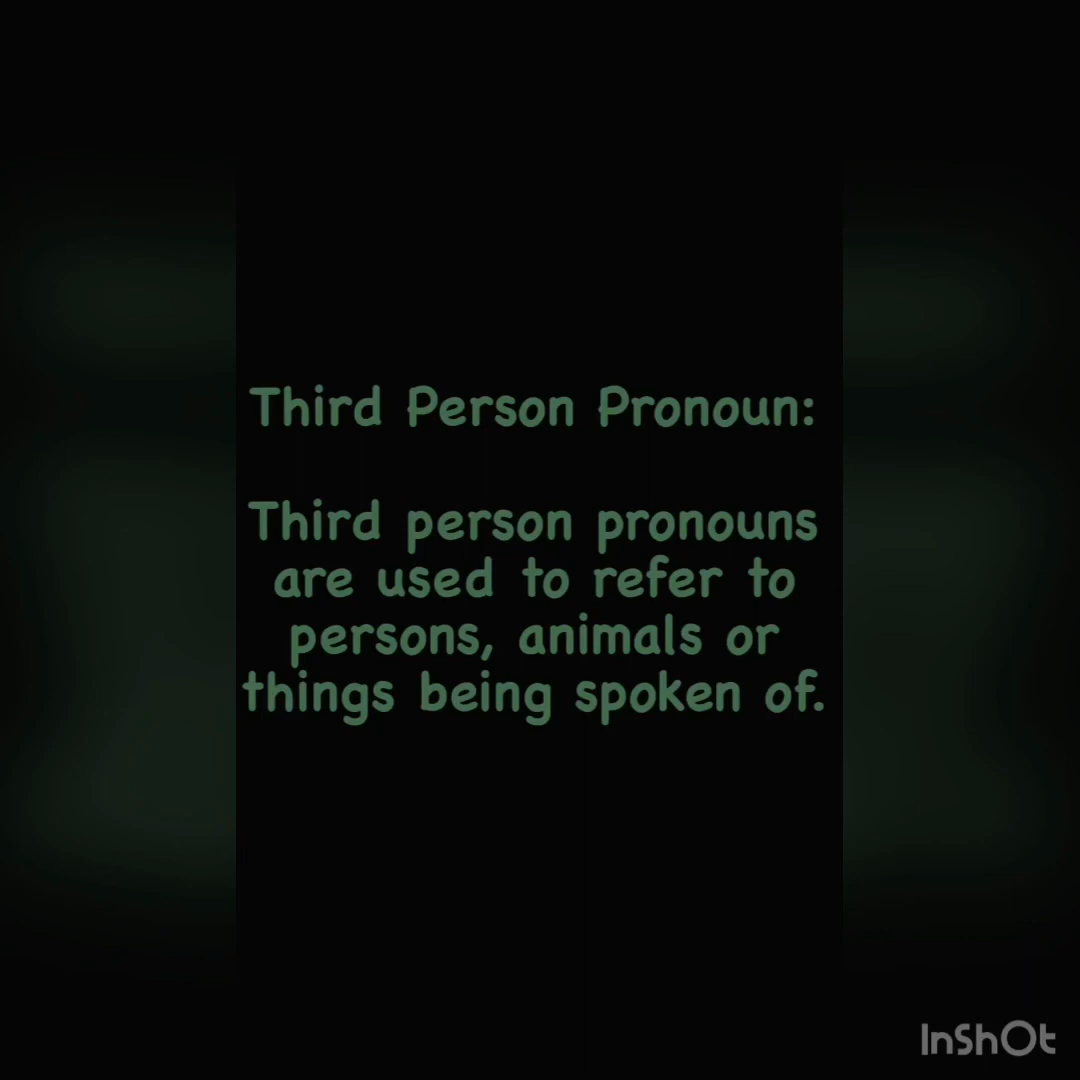 Third Person Pronoun:
Third person pronouns
are used to refer to
persons, animals or
things being spoken of.
InShOt